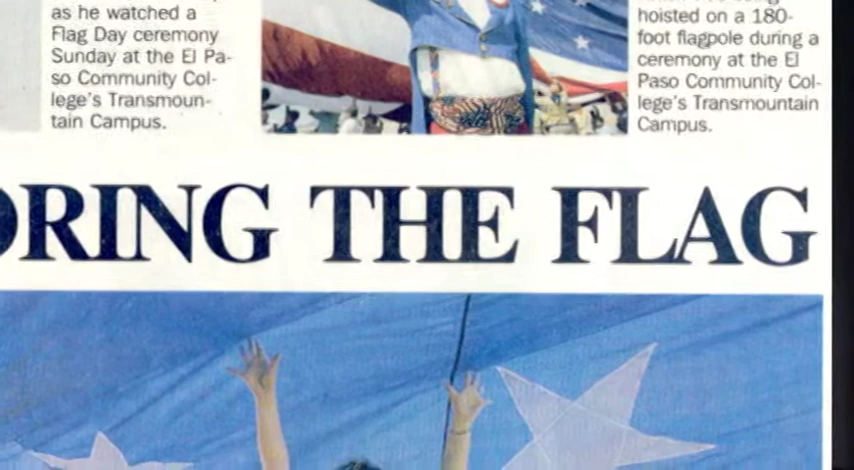 as he watched a
Flag Day ceremony
Sunday at the El Pa-
so Community Col-
lege's Transmoun-
tain Campus.
hoisted on a 180-
foot flagpole during a
ceremony at the El
Paso Community Col-
lege's Transmountain
Campus.
ORING THE FLAG